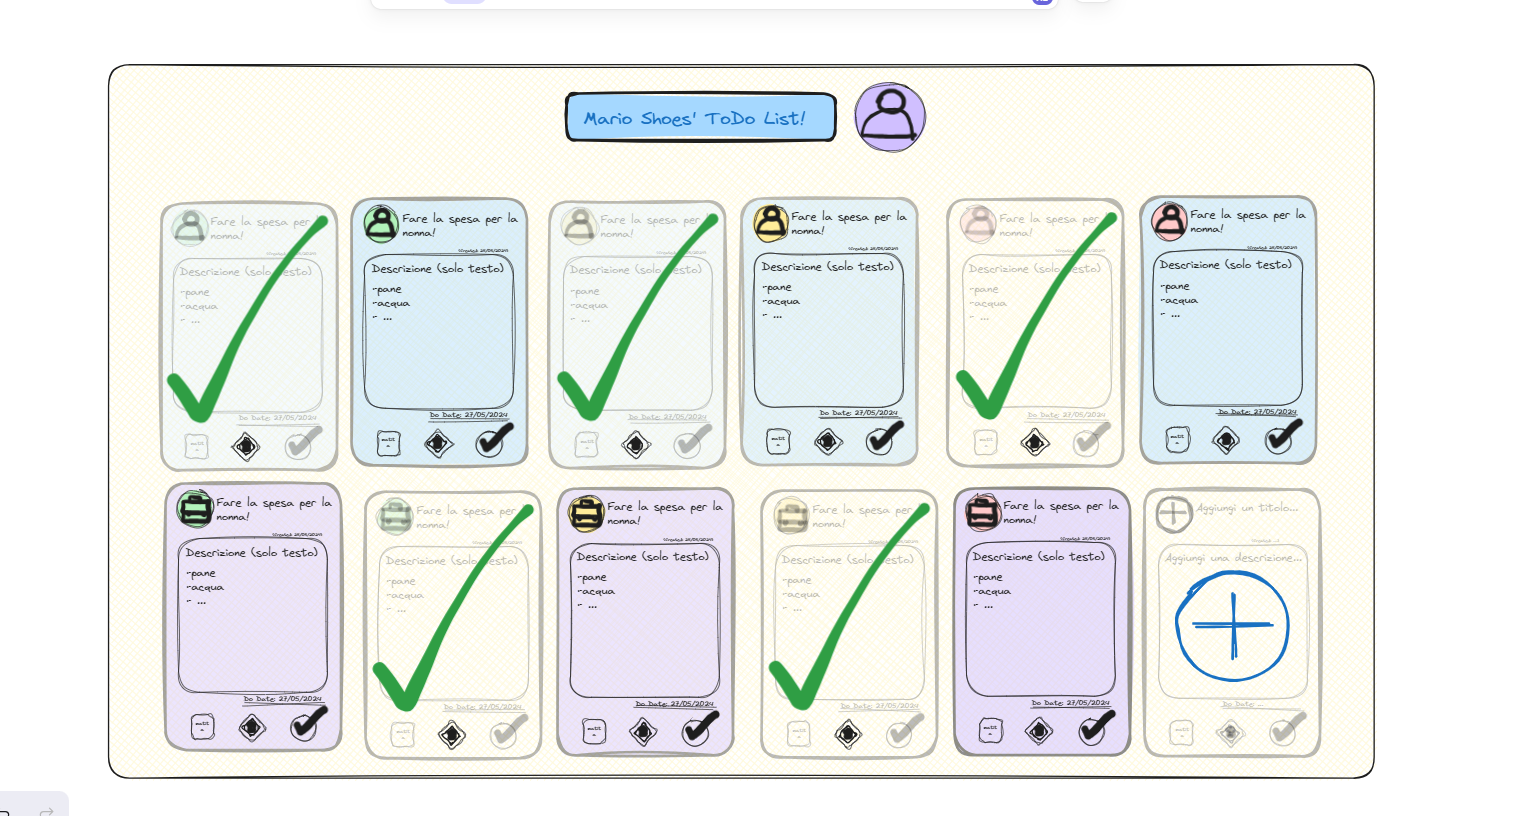 Mario Shoes' ToDo List!
Fare la spesa per l
nonna!
Descrizione (solo testo)
-pane
-acqua
- ...
Do Date: 27/05/2024
Fare la spesa per la
nonna!
Descrizione (solo testo)
-pane
-acqua
- ...
Do Date: 27/05/2024
Fare la spesa per
nonna!
Descrizione (solo testo)
-pane
-acqua
- ...
Do Date: 27/05/2024
Fare la spesa per la
nonna!
Descrizione (solo testo)
-pane
-acqua
- ...
Do Date: 27/05/2024
Fare la spesa per l
nonna!
Descrizione (solo testo)
-pane
-acqua
- ...
Do Date: 27/05/2024
Fare la spesa per la
nonna!
Descrizione (solo testo)
-pane
-acqua
- ...
Do Date: 27/05/2024
Fare la spesa per la
nonna!
Descrizione (solo testo)
-pane
-acqua
- ...
Do Date: 27/05/2024
Fare la spesa per
nonna!
Descrizione (solo testo)
-pane
-acqua
- ...
Do Date: 27/05/2024
Fare la spesa per la
nonna!
Descrizione (solo testo)
-pane
-acqua
- ...
Do Date: 27/05/2024
Fare la spesa per
nonna!
Descrizione (solo testo)
-pane
-acqua
- ...
Do Date: 27/05/2024
Fare la spesa per la
nonna!
Descrizione (solo testo)
-pane
-acqua
- ...
Do Date: 27/05/2024
Aggiungi un titolo...
Aggiungi una descrizione...
Do Date: ...